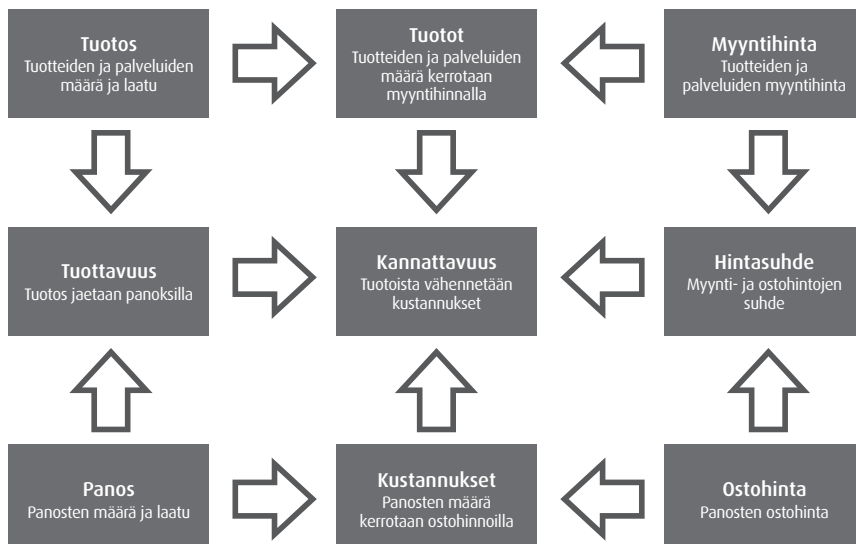 Tuotos
Tuotteiden ja palveluiden
määrä ja laatu
Tuotot
Tuotteiden ja palveluiden
määrä kerrotaan
myyntihinnalla
Myyntihinta
Tuotteiden ja
palveluiden myyntihinta
Tuottavuus
Tuotos jaetaan panoksilla
Kannattavuus
Tuotoista vähennetään
kustannukset
Hintasuhde
Myynti- ja ostohintojen
suhde
Panos
Panosten määrä ja laatu
Kustannukset
Panosten määrä
kerrotaan ostohinnoilla
Ostohinta
Panosten ostohinta